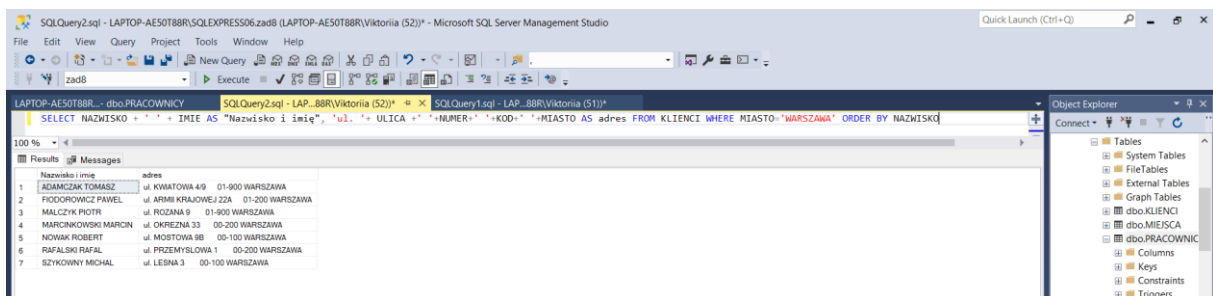 SQLQuery2.sql - LAPTOP-AE50T88R\SQLEXPRESS06.zad8 (LAPTOP-AE50T88R\Viktoriia (52))* - Microsoft SQL Server Management Studio
Quick Launch (Ctrl+Q)
File Edit View Query Project Tools Window Help
New Query
zad8 Execute
LAPTOP-AE50T88R...- dbo.PRACOWNICY SQLQuery2.sql - LAP...88R\Viktoriia (52))* SQLQuery1.sql - LAP...88R\Viktoriia (51))*
SELECT NAZWISKO + ' ' + IMIE AS "Nazwisko i imię", 'ul. '+ ULICA +' '+NUMER+' '+KOD+' '+MIASTO AS adres FROM KLIENCI WHERE MIASTO='WARSZAWA' ORDER BY NAZWISKO
100 %
Results Messages
Nazwisko i imię adres
1 ADAMCZAK TOMASZ ul. KWIATOWA 4/9 01-900 WARSZAWA
2 FIODOROWICZ PAWEL ul. ARMII KRAJOWEJ 22A 01-200 WARSZAWA
3 MALCZYK PIOTR ul. ROZANA 9 01-900 WARSZAWA
4 MARCINKOWSKI MARCIN ul. OKREZNA 33 00-200 WARSZAWA
5 NOWAK ROBERT ul. MOSTOWA 9B 00-100 WARSZAWA
6 RAFALSKI RAFAL ul. PRZEMYSLOWA 1 00-200 WARSZAWA
7 SZYKOWNY MICHAL ul. LESNA 3 00-100 WARSZAWA
Object Explorer
Connect
Tables
System Tables
FileTables
External Tables
Graph Tables
dbo.KLIENCI
dbo.MIEJSCA
dbo.PRACOWNIC
Columns
Keys
Constraints
Triggers